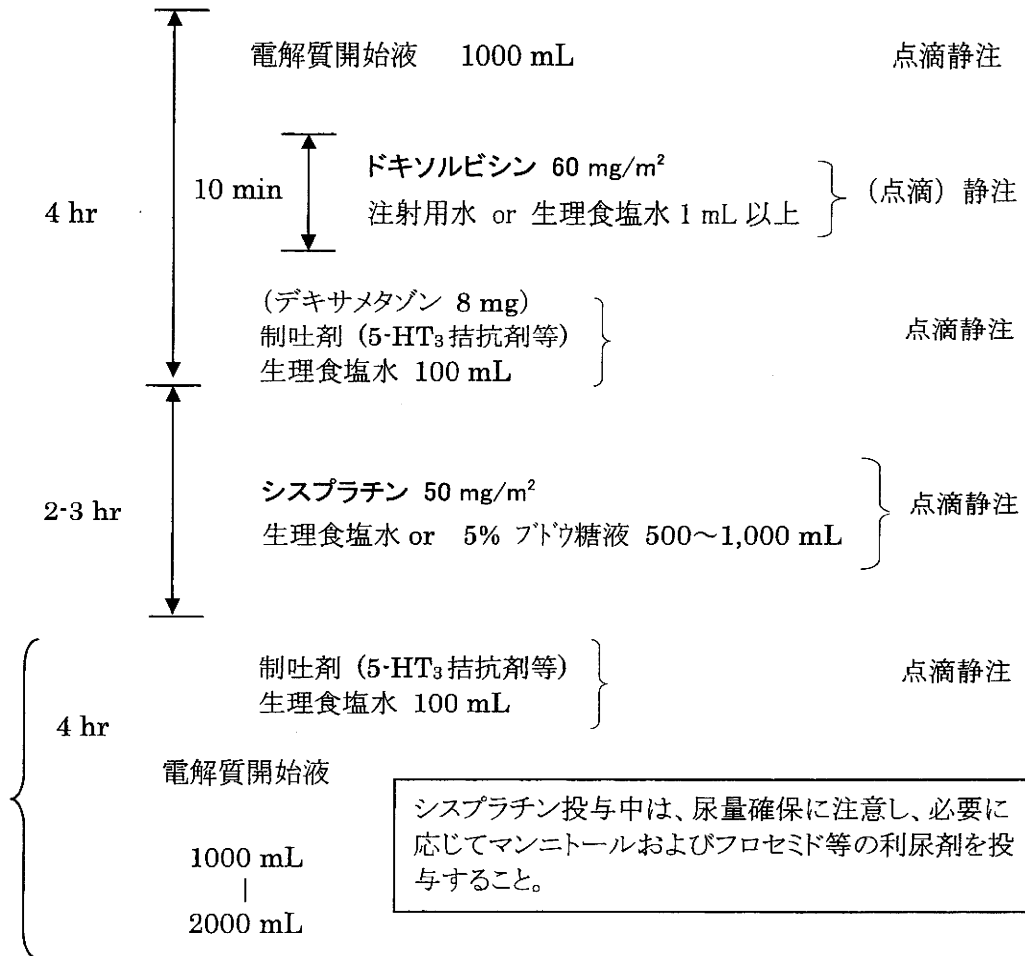 電解質開始液 1000 mL 点滴静注
4 hr
10 min
ドキソルビシン 60 mg/m²
注射用水 or 生理食塩水 1 mL 以上
(点滴) 静注
(デキサメタゾン 8 mg)
制吐剤 (5-HT₃拮抗剤等)
生理食塩水 100 mL
点滴静注
2-3 hr
シスプラチン 50 mg/m²
生理食塩水 or 5% ブドウ糖液 500～1,000 mL
点滴静注
4 hr
制吐剤 (5-HT₃拮抗剤等)
生理食塩水 100 mL
点滴静注
電解質開始液
1000 mL
|
2000 mL
シスプラチン投与中は、尿量確保に注意し、必要に
応じてマンニトールおよびフロセミド等の利尿剤を投
与すること。